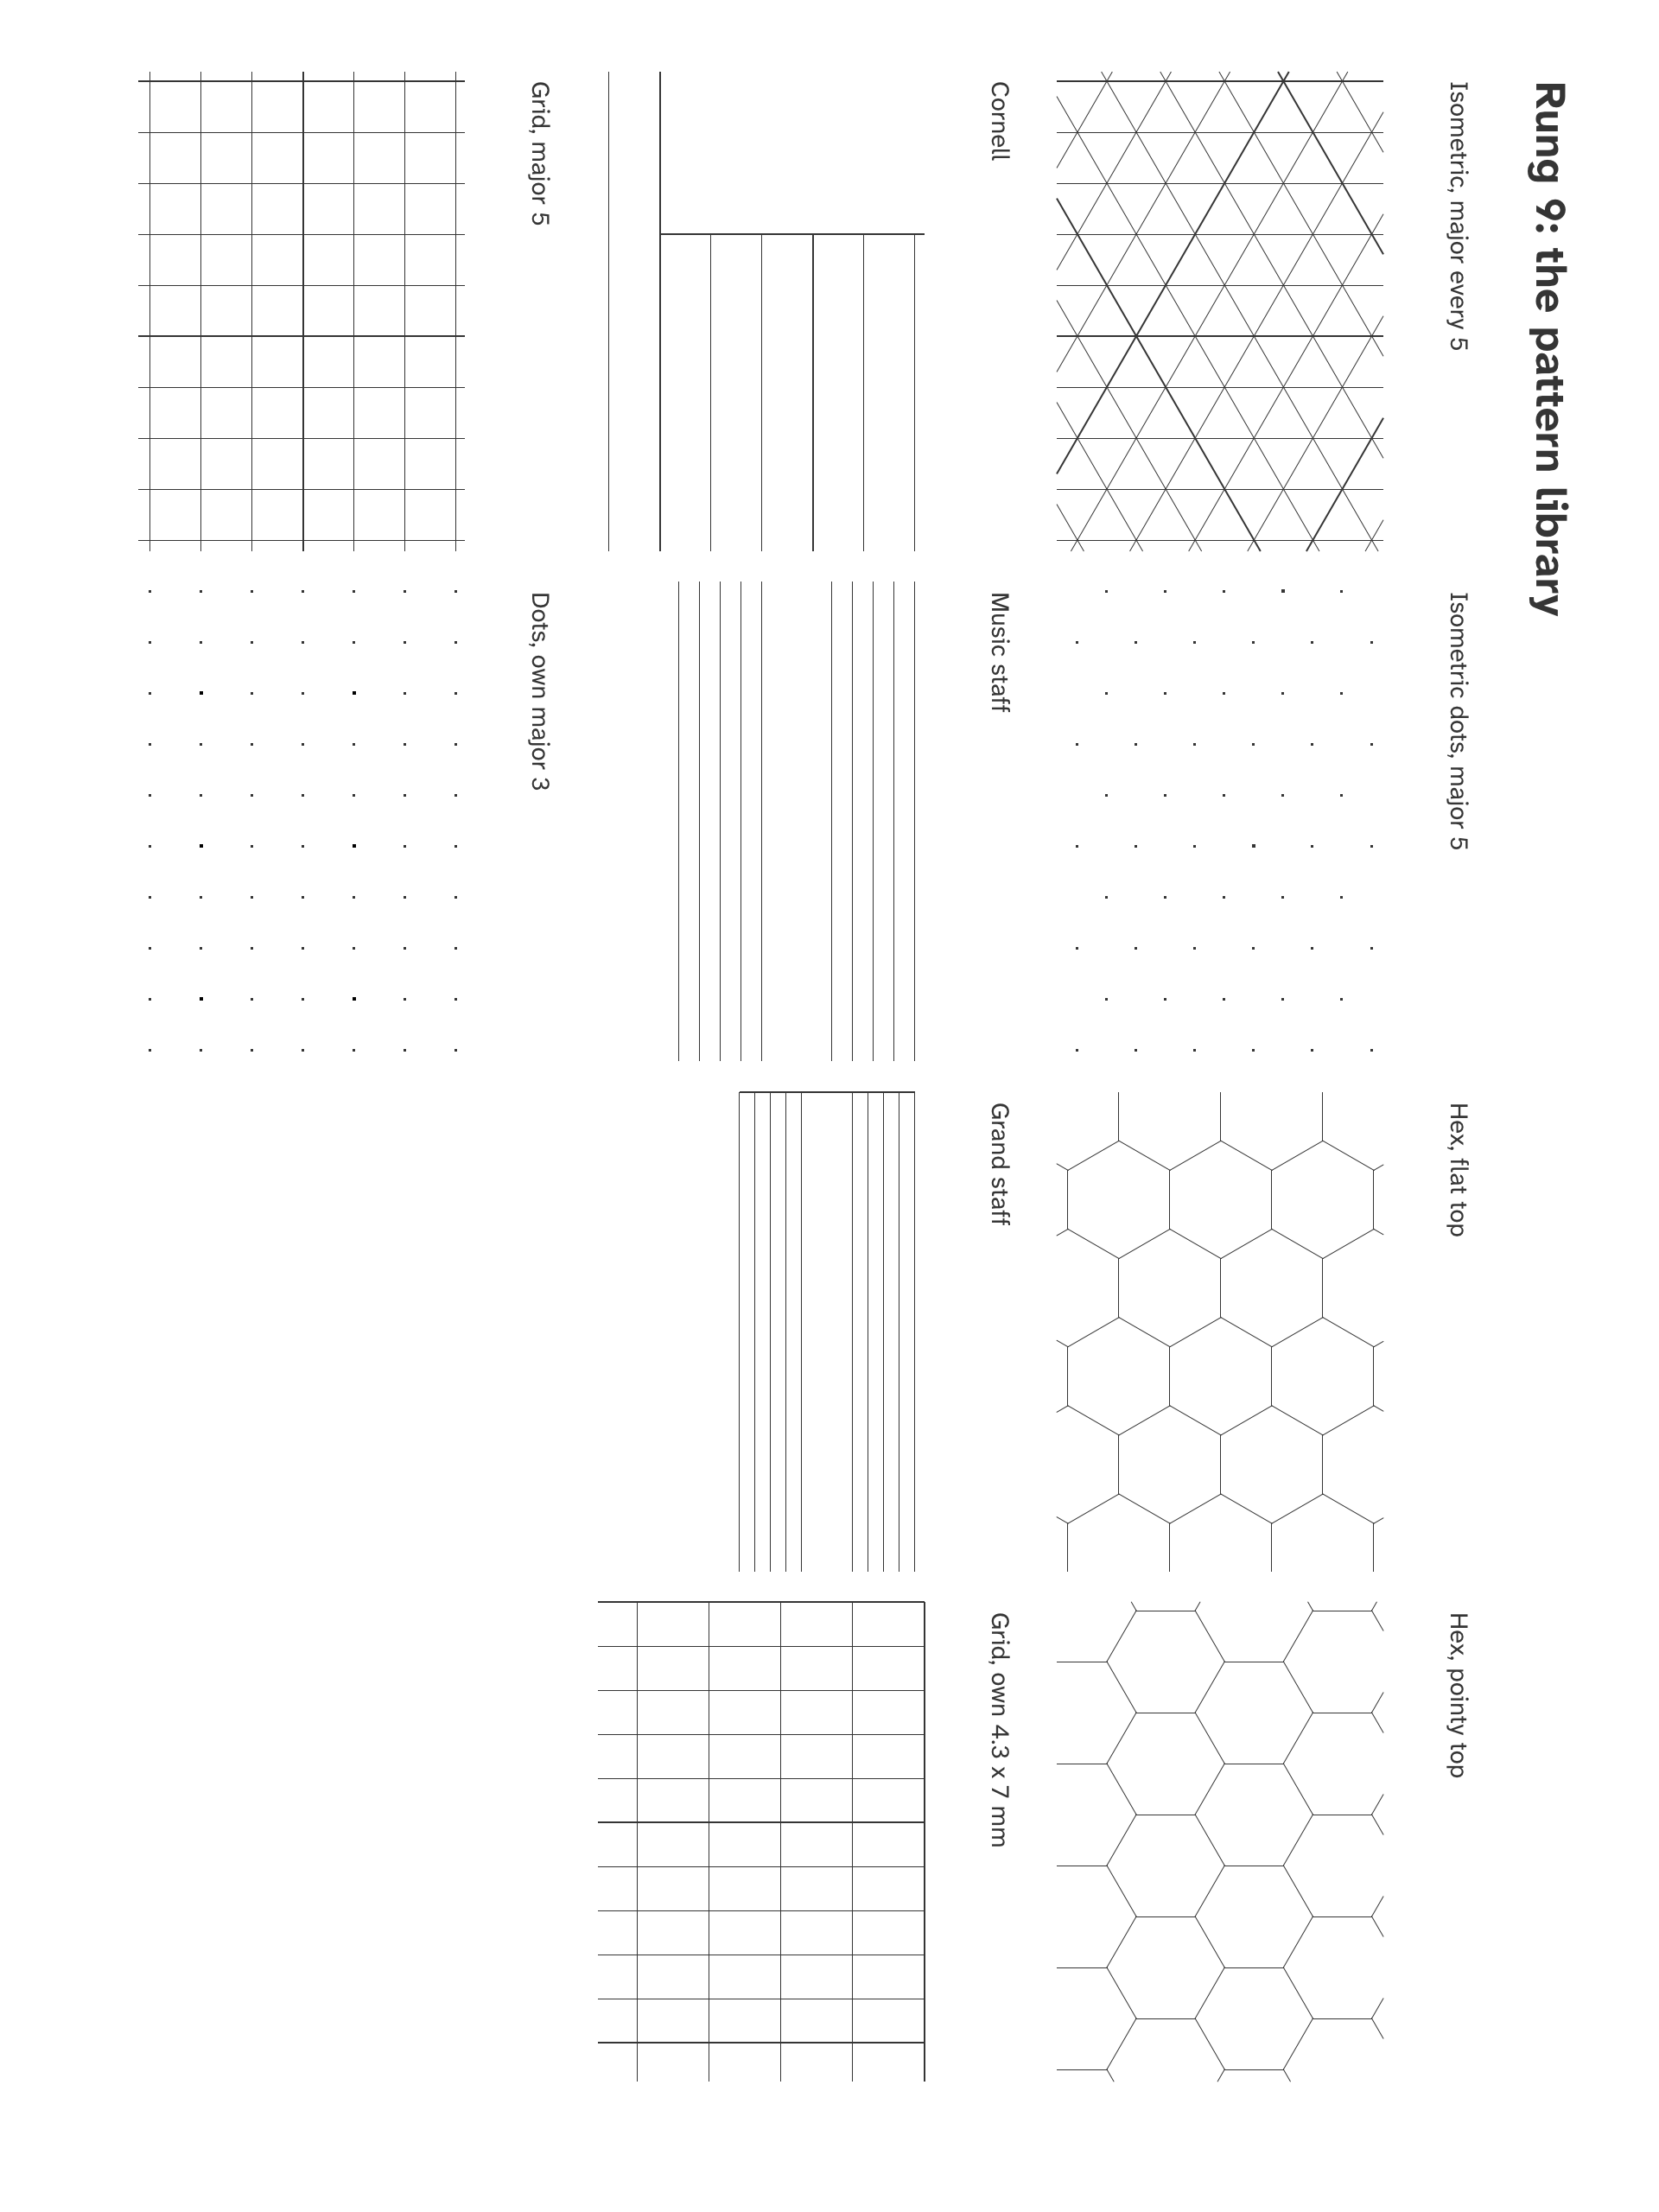 Rung 9: the pattern library
Isometric, major every 5
Isometric dots, major 5
Hex, flat top
Hex, pointy top
Cornell
Music staff
Grand staff
Grid, own 4.3 x 7 mm
Grid, major 5
Dots, own major 3